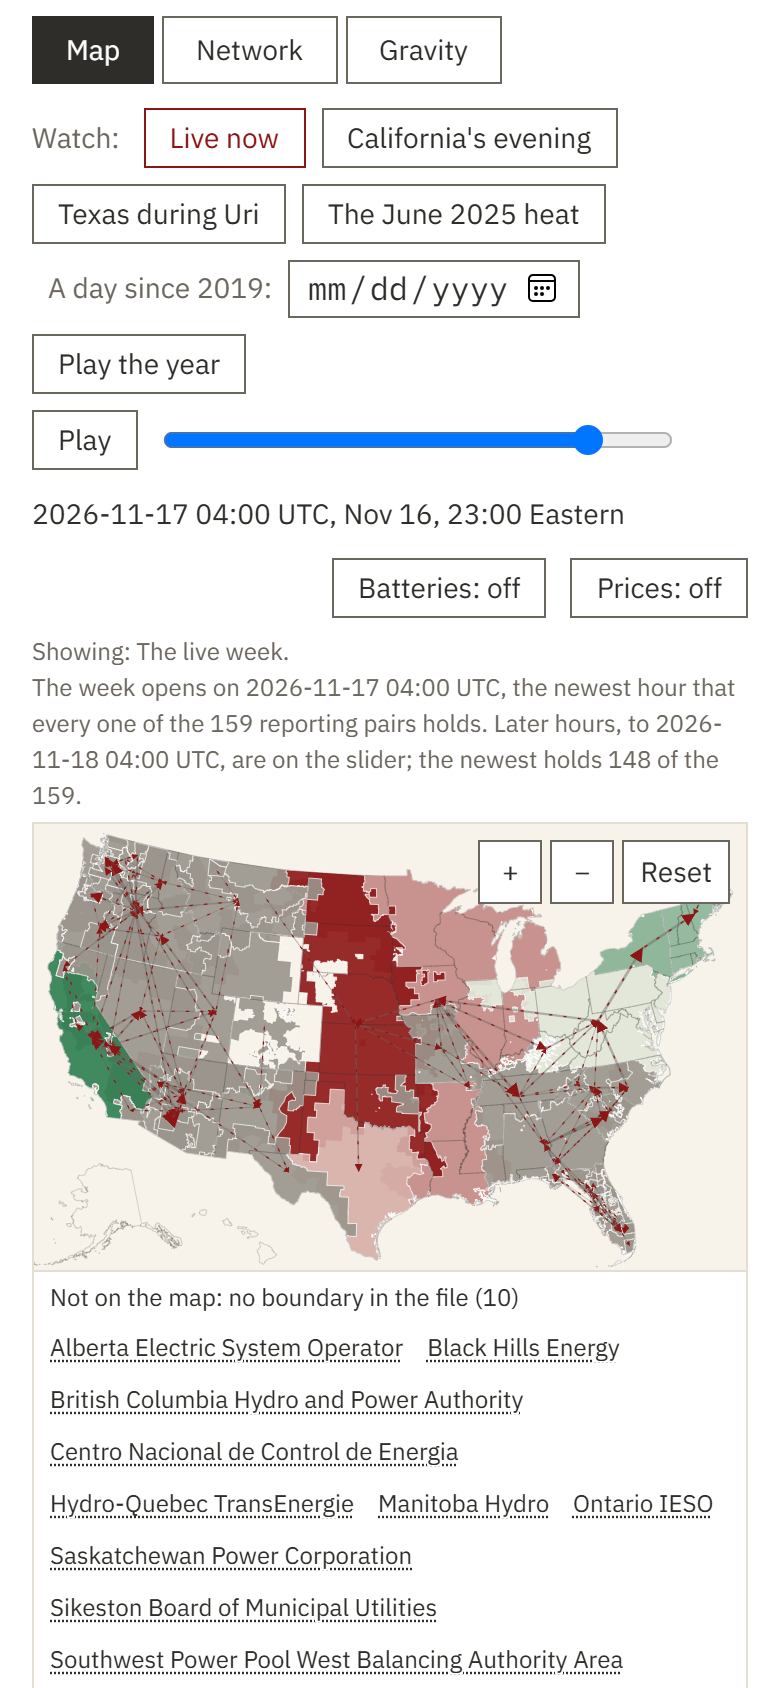 Map Network Gravity
Watch: Live now California's evening
Texas during Uri The June 2025 heat
A day since 2019: mm/dd/yyyy
Play the year
Play
2026-11-17 04:00 UTC, Nov 16, 23:00 Eastern
Batteries: off Prices: off
Showing: The live week.
The week opens on 2026-11-17 04:00 UTC, the newest hour that
every one of the 159 reporting pairs holds. Later hours, to 2026-
11-18 04:00 UTC, are on the slider; the newest holds 148 of the
159.
+ − Reset
Not on the map: no boundary in the file (10)
Alberta Electric System Operator Black Hills Energy
British Columbia Hydro and Power Authority
Centro Nacional de Control de Energia
Hydro-Quebec TransEnergie Manitoba Hydro Ontario IESO
Saskatchewan Power Corporation
Sikeston Board of Municipal Utilities
Southwest Power Pool West Balancing Authority Area